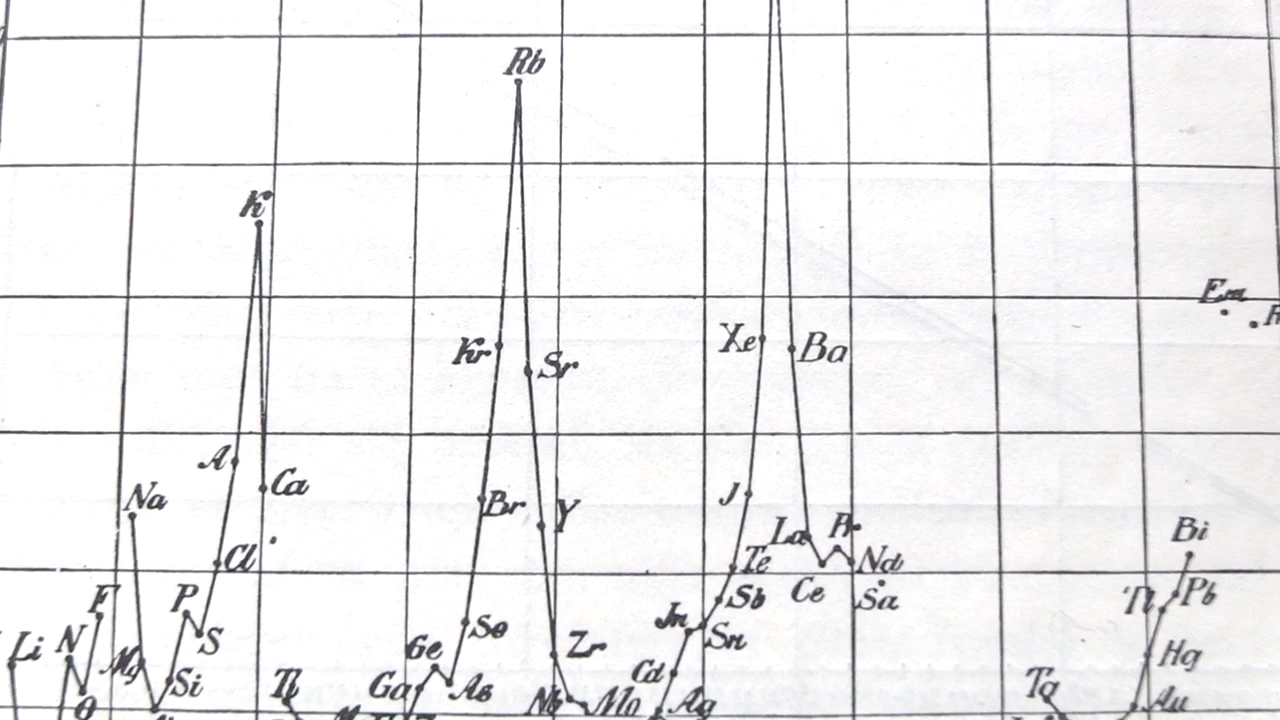 Rb
K
Em
Xe
Ba
Kr
Sr
A
Ca
Na
Br
Y
J
La
Pr
Nd
Bi
Cl
Te
Ce
Sa
F
P
Sb
Tl
Pb
N
S
Se
Jn
Sn
Li
Mg
Si
Ge
Zr
Cd
Hg
Ga
As
Ta
O
Nb
Mo
Ag
Au